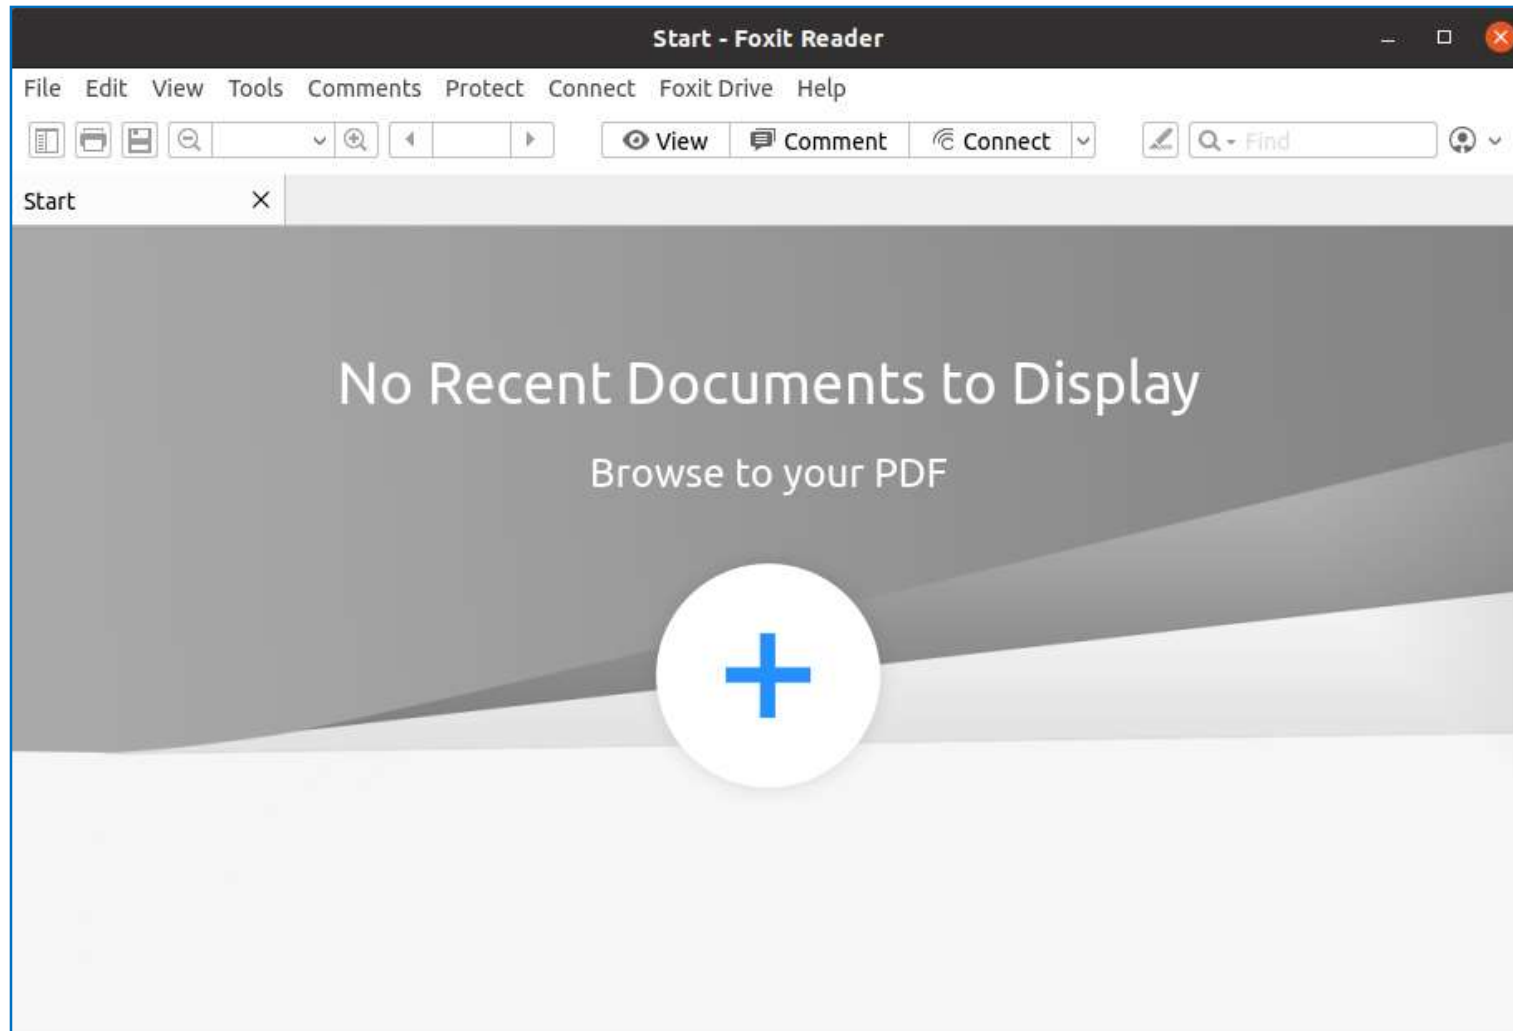 Start - Foxit Reader
File Edit View Tools Comments Protect Connect Foxit Drive Help
View Comment Connect Find
Start
No Recent Documents to Display
Browse to your PDF